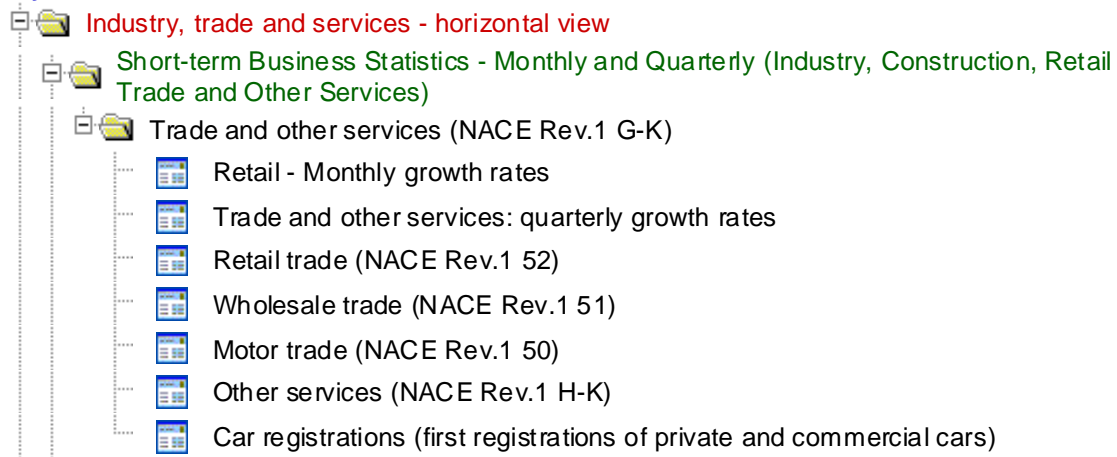 Industry, trade and services - horizontal view
Short-term Business Statistics - Monthly and Quarterly (Industry, Construction, Retail
Trade and Other Services)
Trade and other services (NACE Rev.1 G-K)
Retail - Monthly growth rates
Trade and other services: quarterly growth rates
Retail trade (NACE Rev.1 52)
Wholesale trade (NACE Rev.1 51)
Motor trade (NACE Rev.1 50)
Other services (NACE Rev.1 H-K)
Car registrations (first registrations of private and commercial cars)